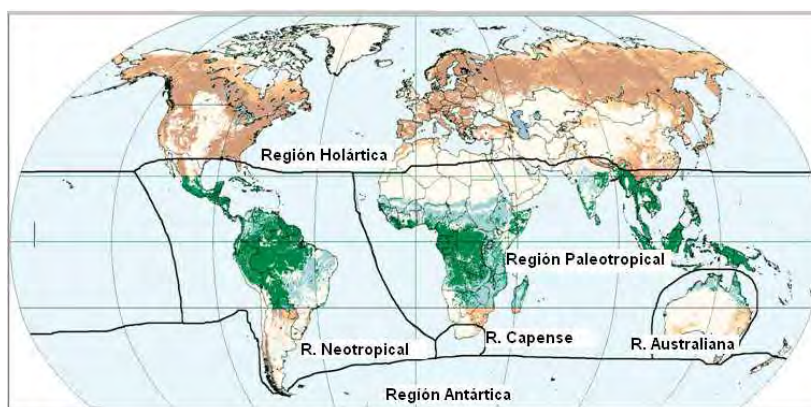 Región Holártica
Región Paleotropical
R. Neotropical
R. Capense
R. Australiana
Región Antártica